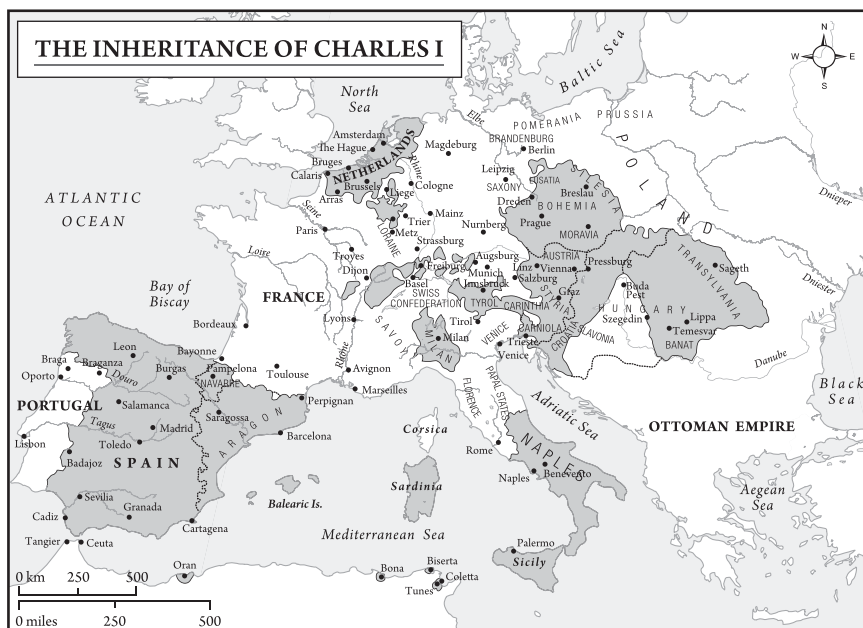 THE INHERITANCE OF CHARLES I
N
W
E
S
Baltic Sea
North
Sea
Elbe
POMERANIA
PRUSSIA
Amsterdam
The Hague
Bruges
Calaris
NETHERLANDS
Brussels
Arras
Liege
Rhine
Cologne
Magdeburg
BRANDENBURG
Berlin
Leipzig
SAXONY
LUSATIA
Dreden
SILESIA
Breslau
BOHEMIA
Prague
MORAVIA
POLAND
Dnieper
ATLANTIC
OCEAN
Seine
Paris
Trier
Mainz
Metz
LORAINE
Nurnberg
Strassburg
Troyes
Dijon
Loire
Freiburg
Basel
Augsburg
Munich
Innsbruck
AUSTRIA
Linz
Vienna
Pressburg
Salzburg
SWISS
CONFEDERATION
TYROL
CARINTHIA
STYRIA
Graz
Buda
Pest
HUNGARY
TRANSYLVANIA
Sageth
Dniester
Bay of
Biscay
FRANCE
Bordeaux
Lyons
SAVOY
Tirol
Milan
MILAN
VENICE
Venice
CARNIOLA
Trieste
CROATIA
SLAVONIA
Szegedin
Lippa
Temesvar
BANAT
Danube
Black
Sea
Leon
Bayonne
Braga
Braganza
Oporto
Douro
Burgas
Pampelona
NAVARRE
Toulouse
Rhône
Avignon
Marseilles
FLORENCE
PAPAL STATES
Adriatic Sea
OTTOMAN EMPIRE
PORTUGAL
Salamanca
Saragossa
ARAGON
Perpignan
Barcelona
Tagus
Madrid
Toledo
Lisbon
Badajoz
SPAIN
Corsica
Rome
NAPLES
Naples
Benevento
Aegean
Sea
Sevilia
Granada
Cadiz
Cartagena
Balearic Is.
Sardinia
Mediterranean Sea
Tangier
Ceuta
Oran
Bona
Biserta
Coletta
Tunes
Palermo
Sicily
0 km
250
500
0 miles
250
500